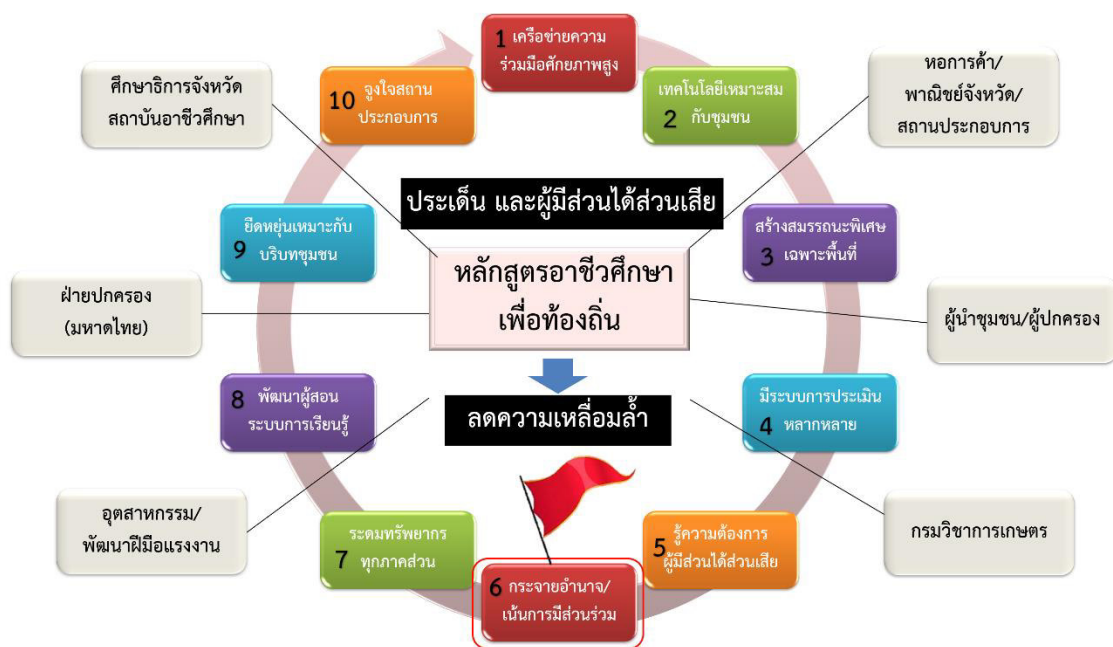 1 เครือข่ายความ
ร่วมมือศักยภาพสูง
เทคโนโลยีเหมาะสม
2 กับชุมชน
สร้างสมรรถนะพิเศษ
3 เฉพาะพื้นที่
มีระบบการประเมิน
4 หลากหลาย
5 รู้ความต้องการ
ผู้มีส่วนได้ส่วนเสีย
6 กระจายอำนาจ/
เน้นการมีส่วนร่วม
ระดมทรัพยากร
7 ทุกภาคส่วน
8 พัฒนาผู้สอน
ระบบการเรียนรู้
ยืดหยุ่นเหมาะกับ
9 บริบทชุมชน
10 จูงใจสถาน
ประกอบการ
ประเด็น และผู้มีส่วนได้ส่วนเสีย
หลักสูตรอาชีวศึกษา
เพื่อท้องถิ่น
ลดความเหลื่อมล้ำ
ศึกษาธิการจังหวัด
สถาบันอาชีวศึกษา
หอการค้า/
พาณิชย์จังหวัด/
สถานประกอบการ
ฝ่ายปกครอง
(มหาดไทย)
ผู้นำชุมชน/ผู้ปกครอง
อุตสาหกรรม/
พัฒนาฝีมือแรงงาน
กรมวิชาการเกษตร